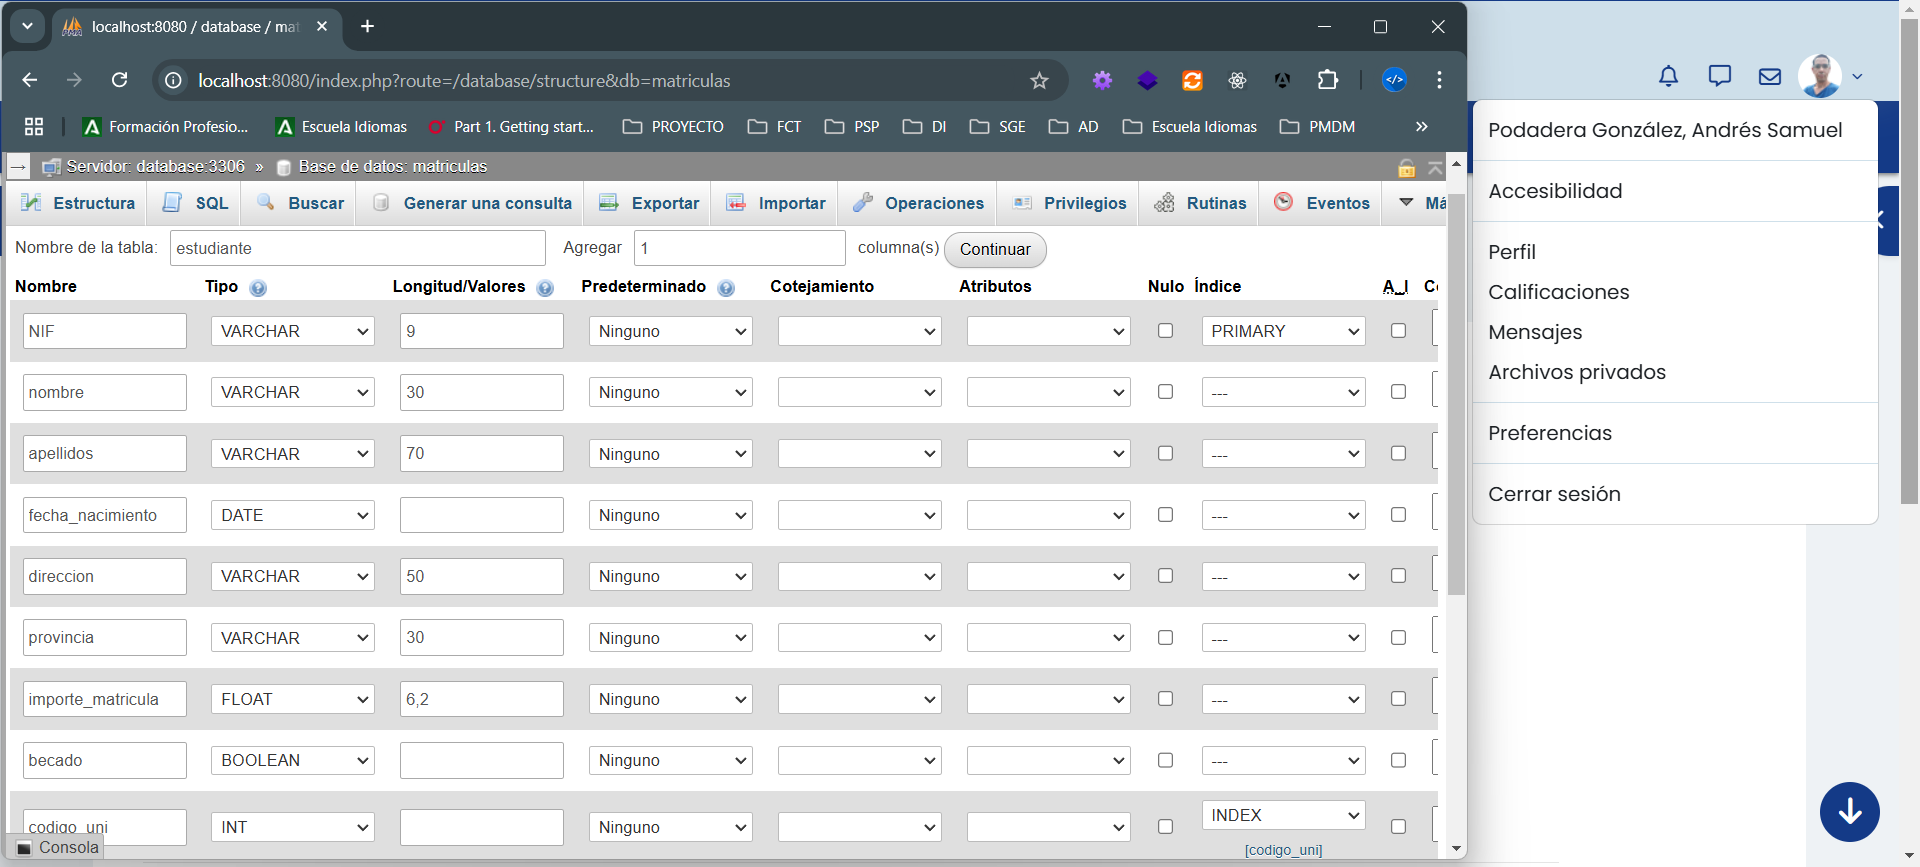 localhost:8080 / database / mat
localhost:8080/index.php?route=/database/structure&db=matriculas
Formación Profesio... Escuela Idiomas Part 1. Getting start... PROYECTO FCT PSP DI SGE AD Escuela Idiomas PMDM »
Servidor: database:3306 » Base de datos: matriculas
Estructura SQL Buscar Generar una consulta Exportar Importar Operaciones Privilegios Rutinas Eventos Má
Nombre de la tabla: estudiante Agregar 1 columna(s) Continuar
Nombre Tipo Longitud/Valores Predeterminado Cotejamiento Atributos Nulo Índice A_I
NIF VARCHAR 9 Ninguno PRIMARY
nombre VARCHAR 30 Ninguno ---
apellidos VARCHAR 70 Ninguno ---
fecha_nacimiento DATE Ninguno ---
direccion VARCHAR 50 Ninguno ---
provincia VARCHAR 30 Ninguno ---
importe_matricula FLOAT 6,2 Ninguno ---
becado BOOLEAN Ninguno ---
codigo_uni INT Ninguno INDEX
[codigo_uni]
Consola
Podadera González, Andrés Samuel
Accesibilidad
Perfil
Calificaciones
Mensajes
Archivos privados
Preferencias
Cerrar sesión